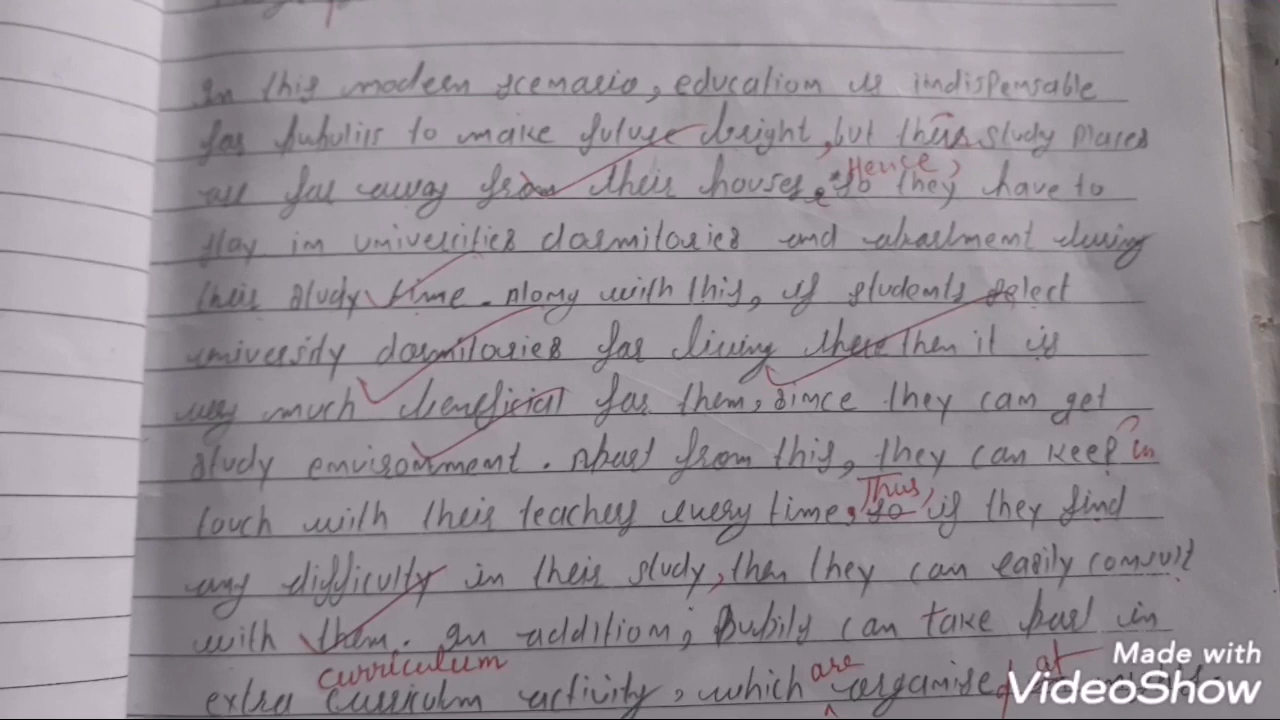 In this modern scenario, education is indispensable
for pupils to make future bright, but their study places
are far away from their houses. Hence, so they have to
stay in universities dormitories and apartment during
their study time. Along with this, if students select
university dormitories for living there then it is
very much beneficial for them, since they can get
study environment. Apart from this, they can keep in
touch with their teachers every time. Thus, so if they find
any difficulty in their study, then they can easily consult
with them. In addition, Pupils can take part in
curriculum are at
extra curriculm activity, which organise
Made with
VideoShow